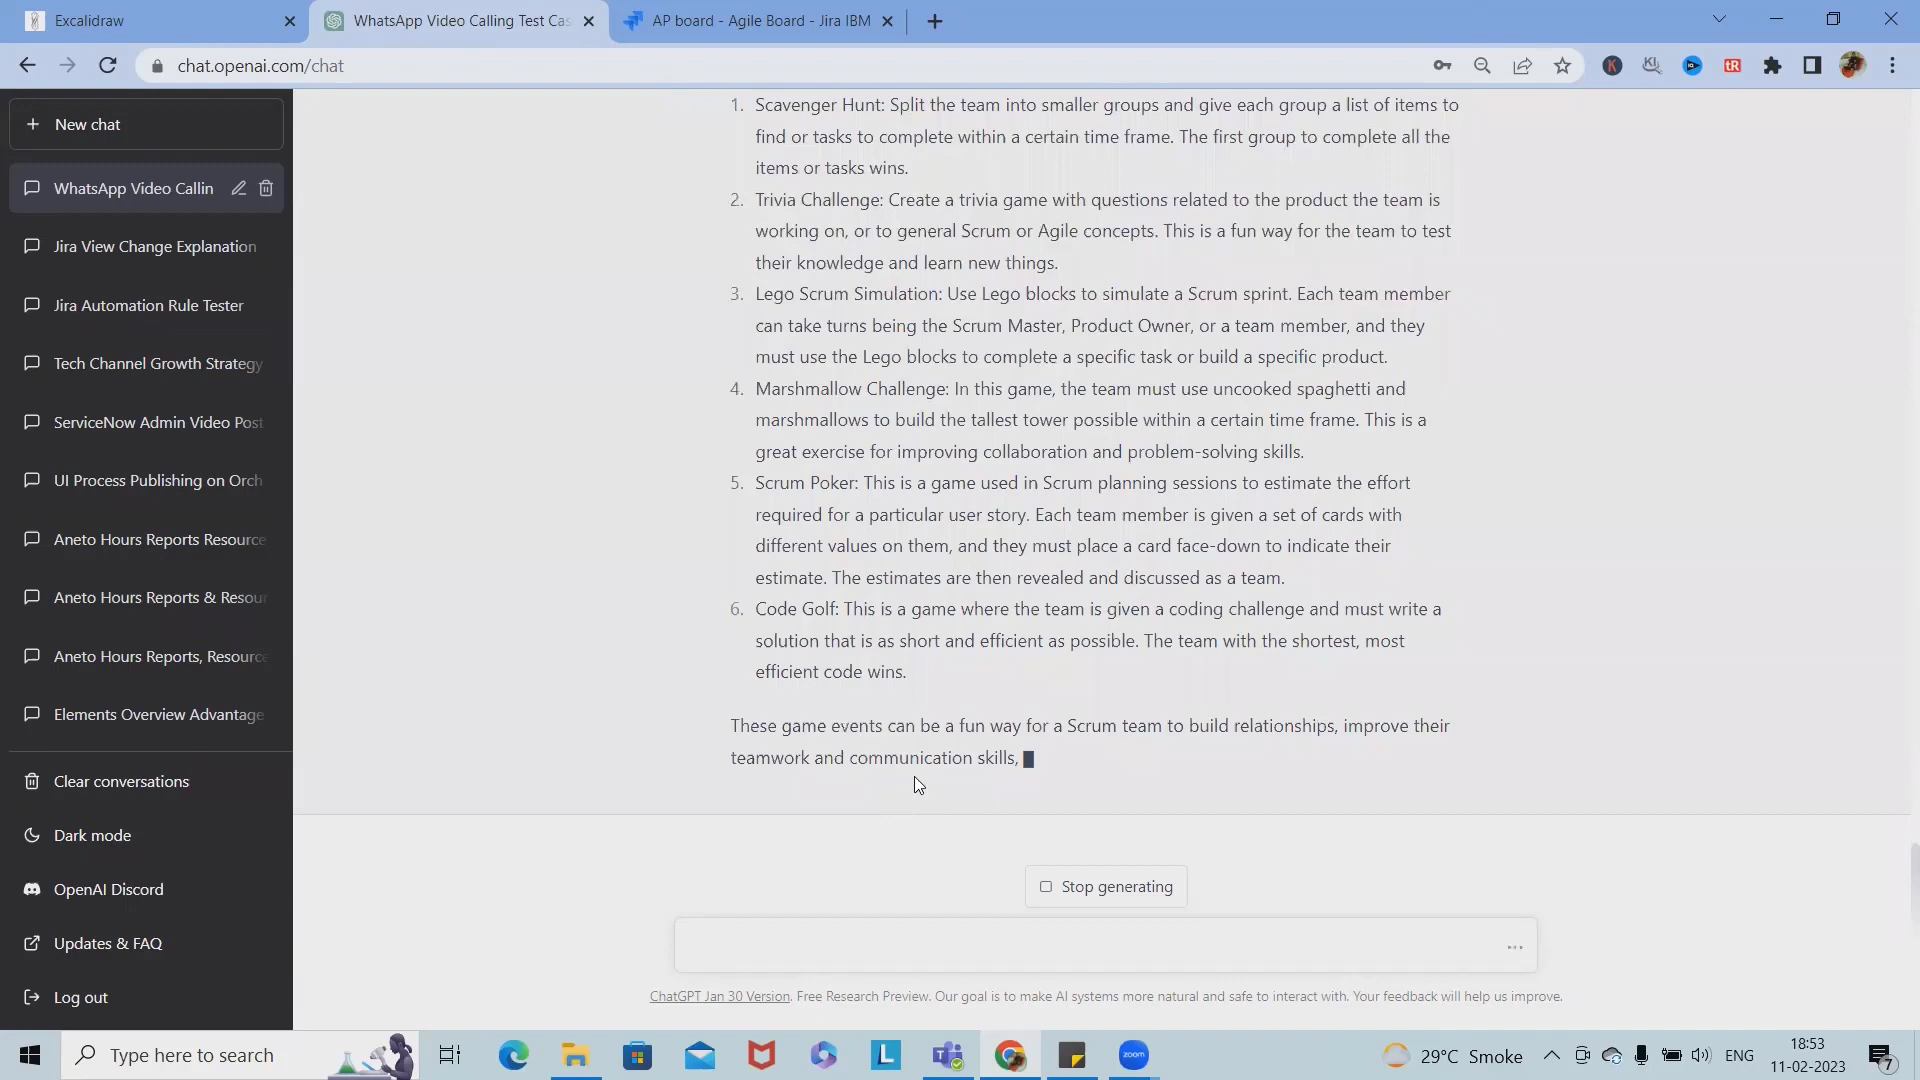 Excalidraw
WhatsApp Video Calling Test Cas
AP board - Agile Board - Jira IBM
chat.openai.com/chat
New chat
WhatsApp Video Callin
Jira View Change Explanation
Jira Automation Rule Tester
Tech Channel Growth Strategy
ServiceNow Admin Video Post
UI Process Publishing on Orch
Aneto Hours Reports Resource
Aneto Hours Reports & Resour
Aneto Hours Reports, Resource
Elements Overview Advantage
Clear conversations
Dark mode
OpenAI Discord
Updates & FAQ
Log out
1. Scavenger Hunt: Split the team into smaller groups and give each group a list of items to
find or tasks to complete within a certain time frame. The first group to complete all the
items or tasks wins.
2. Trivia Challenge: Create a trivia game with questions related to the product the team is
working on, or to general Scrum or Agile concepts. This is a fun way for the team to test
their knowledge and learn new things.
3. Lego Scrum Simulation: Use Lego blocks to simulate a Scrum sprint. Each team member
can take turns being the Scrum Master, Product Owner, or a team member, and they
must use the Lego blocks to complete a specific task or build a specific product.
4. Marshmallow Challenge: In this game, the team must use uncooked spaghetti and
marshmallows to build the tallest tower possible within a certain time frame. This is a
great exercise for improving collaboration and problem-solving skills.
5. Scrum Poker: This is a game used in Scrum planning sessions to estimate the effort
required for a particular user story. Each team member is given a set of cards with
different values on them, and they must place a card face-down to indicate their
estimate. The estimates are then revealed and discussed as a team.
6. Code Golf: This is a game where the team is given a coding challenge and must write a
solution that is as short and efficient as possible. The team with the shortest, most
efficient code wins.
These game events can be a fun way for a Scrum team to build relationships, improve their
teamwork and communication skills,
Stop generating
ChatGPT Jan 30 Version. Free Research Preview. Our goal is to make AI systems more natural and safe to interact with. Your feedback will help us improve.
Type here to search
L
zoom
29°C Smoke
ENG
18:53
11-02-2023
7